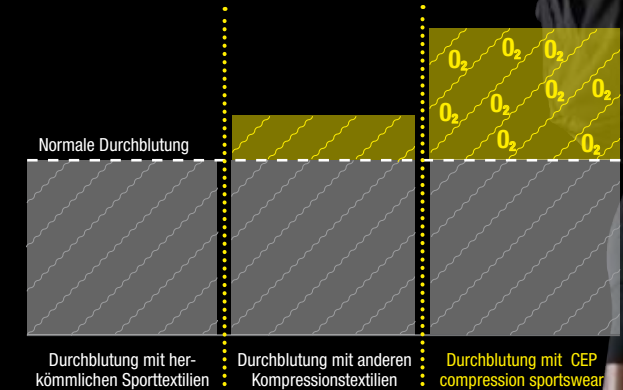 O₂ O₂ O₂
O₂ O₂
O₂ O₂
O₂ O₂
Normale Durchblutung
Durchblutung mit her-
kömmlichen Sporttextilien
Durchblutung mit anderen
Kompressionstextilien
Durchblutung mit CEP
compression sportswear